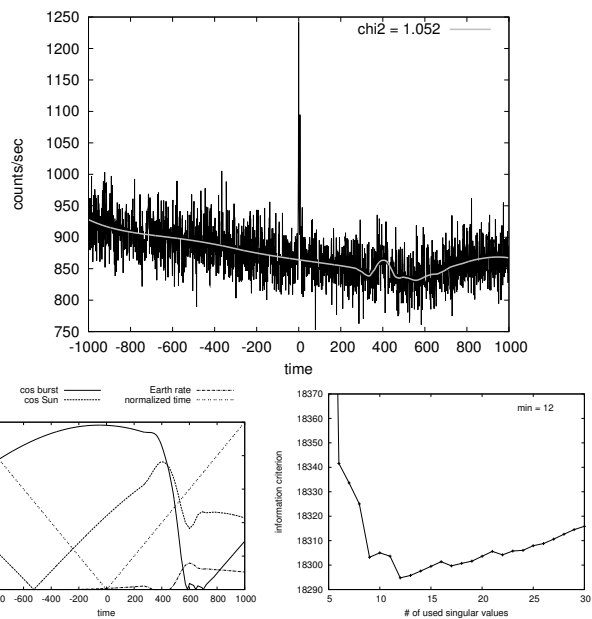 1250
1200
1150
1100
1050
1000
950
900
850
800
750
counts/sec
chi2 = 1.052
-1000 -800 -600 -400 -200 0 200 400 600 800 1000
time
cos burst Earth rate
cos Sun normalized time
-600 -400 -200 0 200 400 600 800 1000
time
18370
18360
18350
18340
18330
18320
18310
18300
18290
information criterion
min = 12
5 10 15 20 25 30
# of used singular values